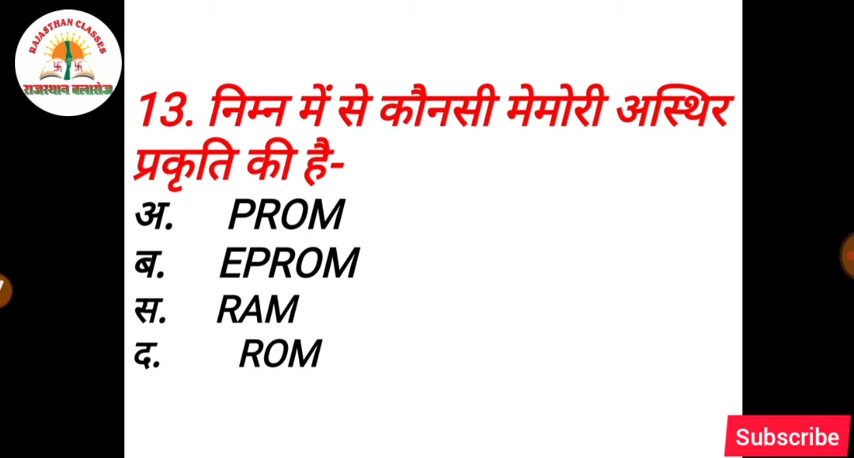 RAJASTHAN CLASSES
राजस्थान क्लासेज
13. निम्न में से कौनसी मेमोरी अस्थिर
प्रकृति की है-
अ. PROM
ब. EPROM
स. RAM
द. ROM
Subscribe